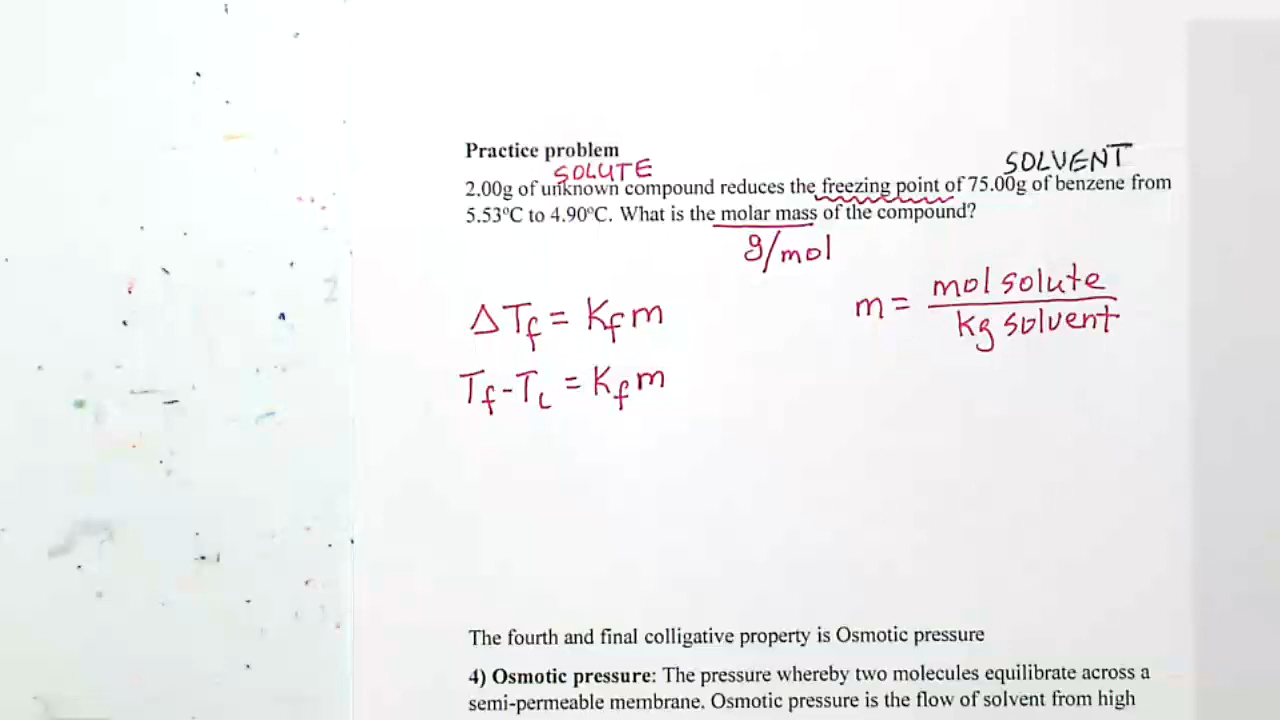 Practice problem
SOLUTE
SOLVENT
2.00g of unknown compound reduces the freezing point of 75.00g of benzene from
5.53ºC to 4.90ºC. What is the molar mass of the compound?
g/mol
ΔTf = Kf m
m = mol solute
kg solvent
Tf - Ti = Kf m
The fourth and final colligative property is Osmotic pressure
4) Osmotic pressure: The pressure whereby two molecules equilibrate across a
semi-permeable membrane. Osmotic pressure is the flow of solvent from high